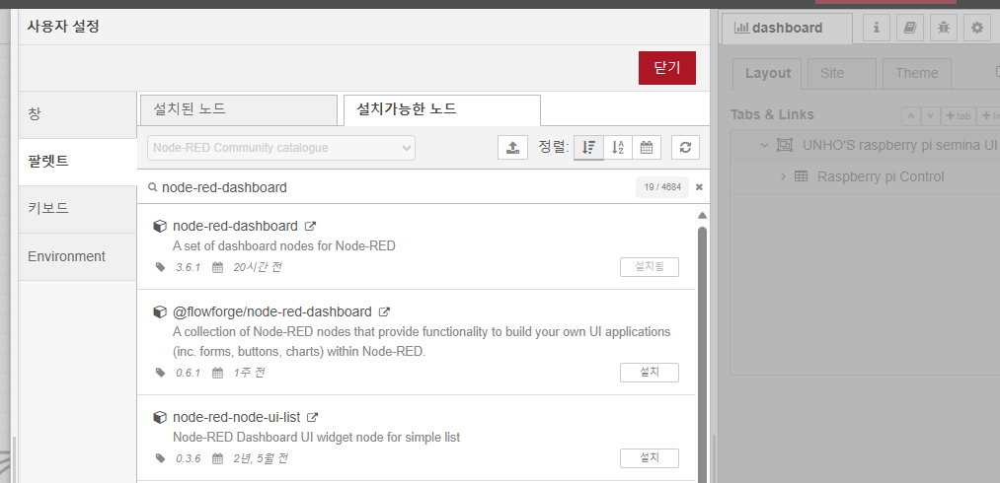 사용자 설정
닫기
창
팔렛트
키보드
Environment
설치된 노드
설치가능한 노드
Node-RED Community catalogue
정렬:
node-red-dashboard
19 / 4684
node-red-dashboard
A set of dashboard nodes for Node-RED
3.6.1 20시간 전
설치됨
@flowforge/node-red-dashboard
A collection of Node-RED nodes that provide functionality to build your own UI applications
(inc. forms, buttons, charts) within Node-RED.
0.6.1 1주 전
설치
node-red-node-ui-list
Node-RED Dashboard UI widget node for simple list
0.3.6 2년, 5월 전
설치
dashboard
Layout
Site
Theme
Tabs & Links
+ tab
UNHO'S raspberry pi semina UI
Raspberry pi Control